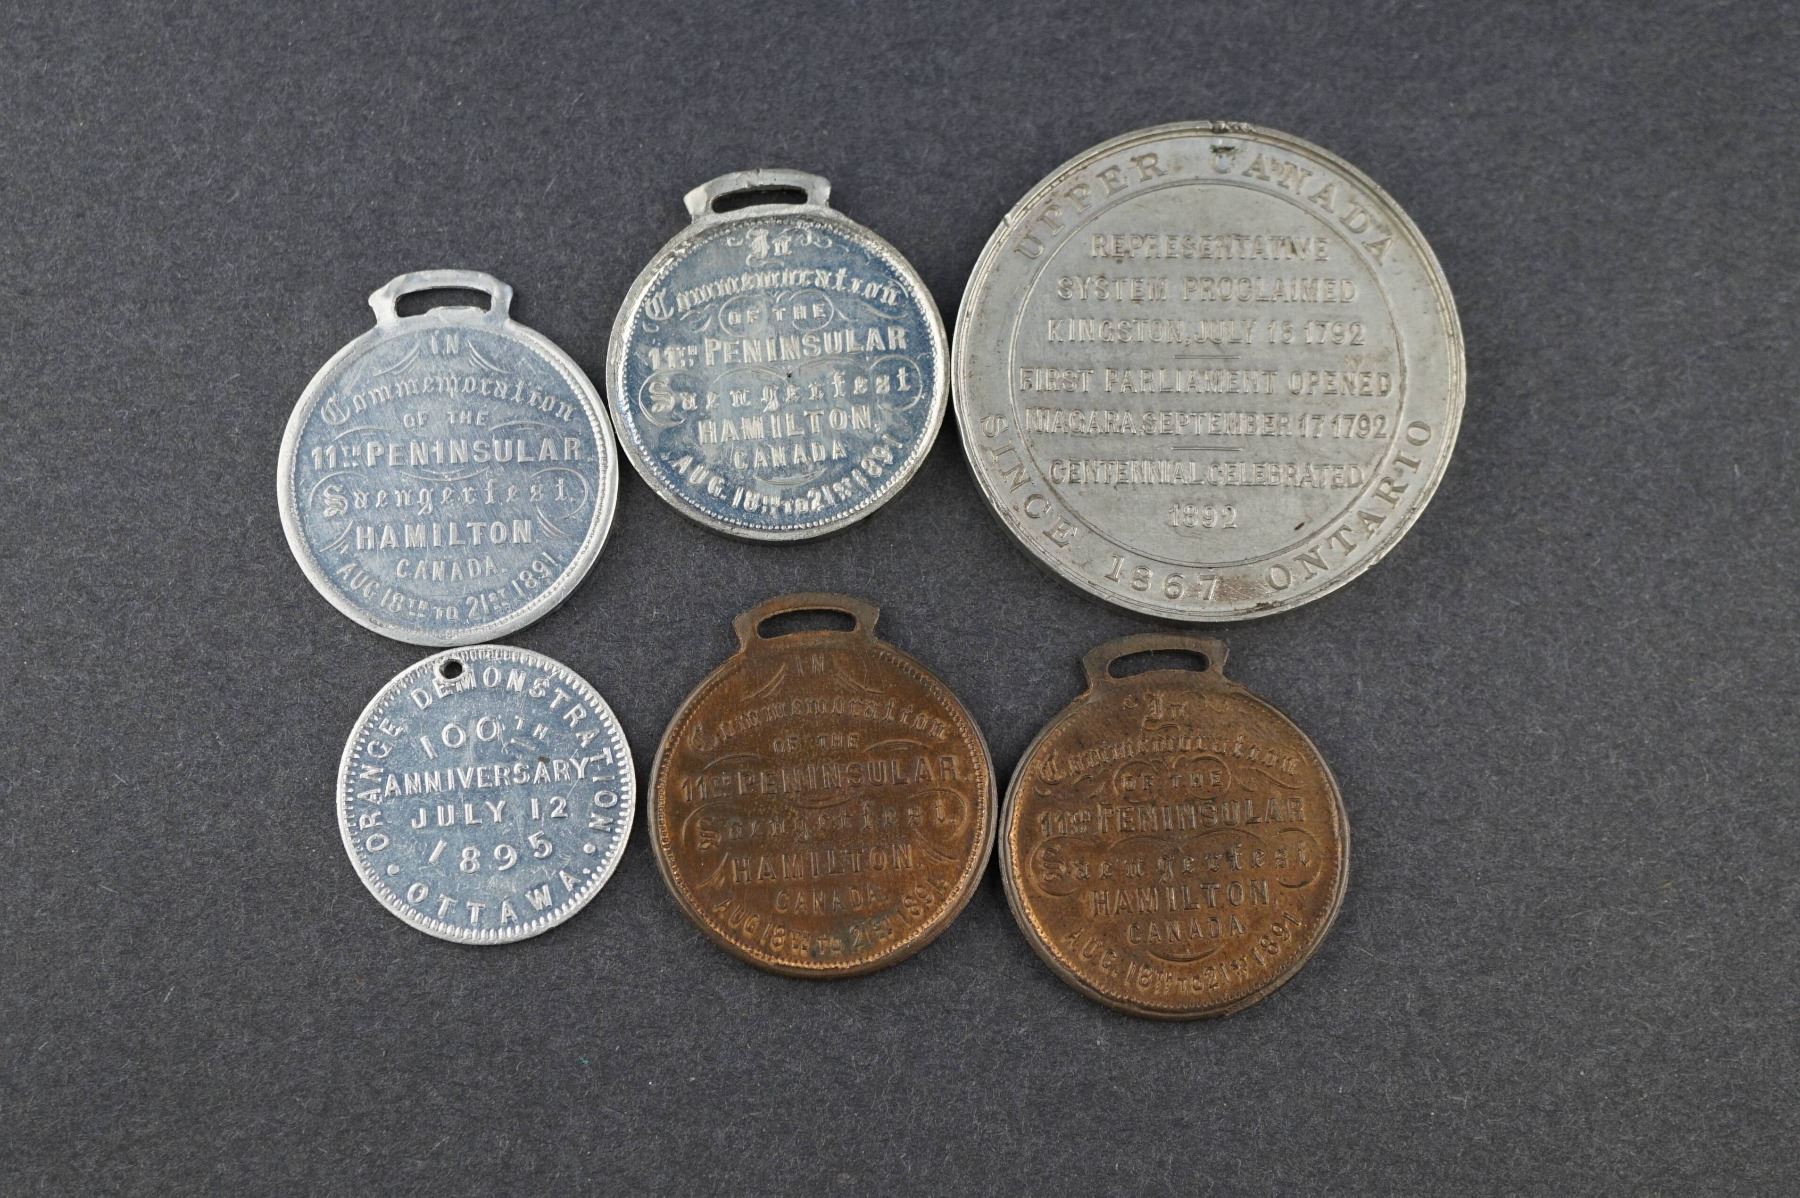 IN
Commemoration
OF THE
11TH PENINSULAR
Saengerfest
HAMILTON
CANADA.
AUG 18TH TO 21ST 1891
In
Commemoration
OF THE
11TH PENINSULAR
Saengerfest
HAMILTON,
CANADA
AUG. 18TH TO 21ST 1891
UPPER CANADA
REPRESENTATIVE
SYSTEM PROCLAIMED
KINGSTON, JULY 16 1792
FIRST PARLIAMENT OPENED
NIAGARA, SEPTEMBER 17 1792
CENTENNIAL CELEBRATED
1892
SINCE 1867 ONTARIO
ORANGE DEMONSTRATION
100TH
ANNIVERSARY
JULY 12
1895
• OTTAWA. •
IN
Commemoration
OF THE
11TH PENINSULAR
Saengerfest
HAMILTON
CANADA.
AUG 18TH TO 21ST 1891
In
Commemoration
OF THE
11TH PENINSULAR
Saengerfest
HAMILTON,
CANADA
AUG. 18TH TO 21ST 1891